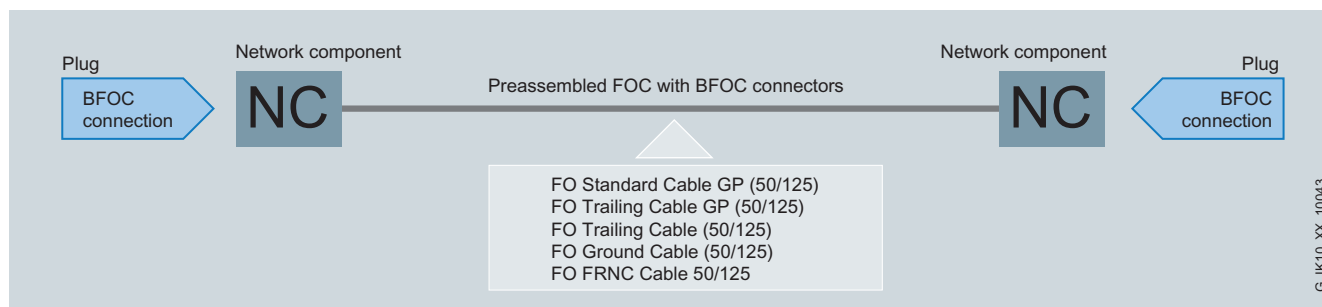 Plug
Network component
Network component
Plug
BFOC
connection
NC
Preassembled FOC with BFOC connectors
NC
BFOC
connection
FO Standard Cable GP (50/125)
FO Trailing Cable GP (50/125)
FO Trailing Cable (50/125)
FO Ground Cable (50/125)
FO FRNC Cable 50/125
G_IK10_XX_10043